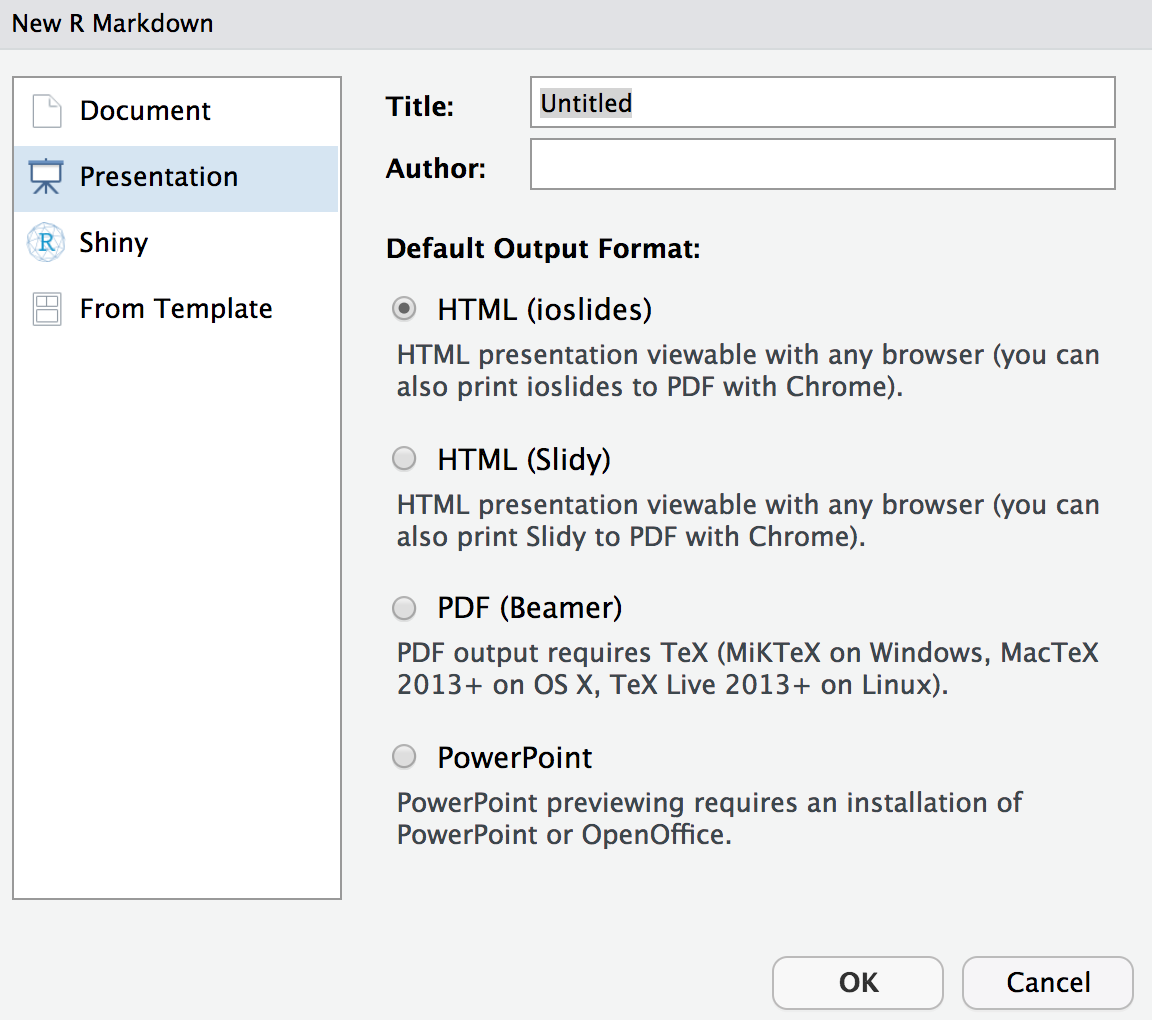 New R Markdown
Document
Presentation
R Shiny
From Template
Title: Untitled
Author:
Default Output Format:
HTML (ioslides)
HTML presentation viewable with any browser (you can
also print ioslides to PDF with Chrome).
HTML (Slidy)
HTML presentation viewable with any browser (you can
also print Slidy to PDF with Chrome).
PDF (Beamer)
PDF output requires TeX (MiKTeX on Windows, MacTeX
2013+ on OS X, TeX Live 2013+ on Linux).
PowerPoint
PowerPoint previewing requires an installation of
PowerPoint or OpenOffice.
OK Cancel